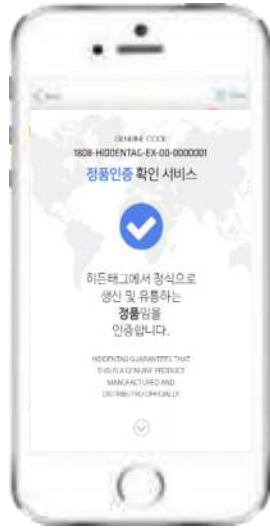 GENUINE CODE
1808-HIDDENTAG-EX-00-0000001
정품인증 확인 서비스
히든태그에서 정식으로
생산 및 유통하는
정품임을
인증합니다.
HIDDENTAG GUARANTEES THAT
THIS IS A GENUINE PRODUCT
MANUFACTURED AND
DISTRIBUTED OFFICIALLY.